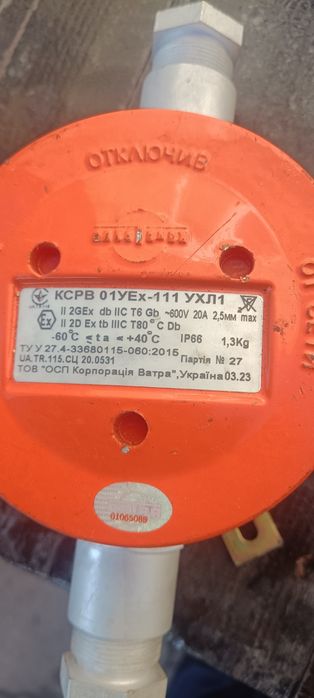 ОТКЛЮЧИВ
КСРВ 01УЕх-111 УХЛ1
II 2GEx db IIC T6 Gb ~600V 20A 2,5мм max
Ex II 2D Ex tb IIIC T80°C Db
-60°C ≤ ta ≤ +40°C IP66 1,3Kg
ТУ У 27.4-33680115-060:2015
UA.TR.115.СЦ 20.0531 Партія № 27
ТОВ "ОСП Корпорація Ватра",Україна 03.23
01065089